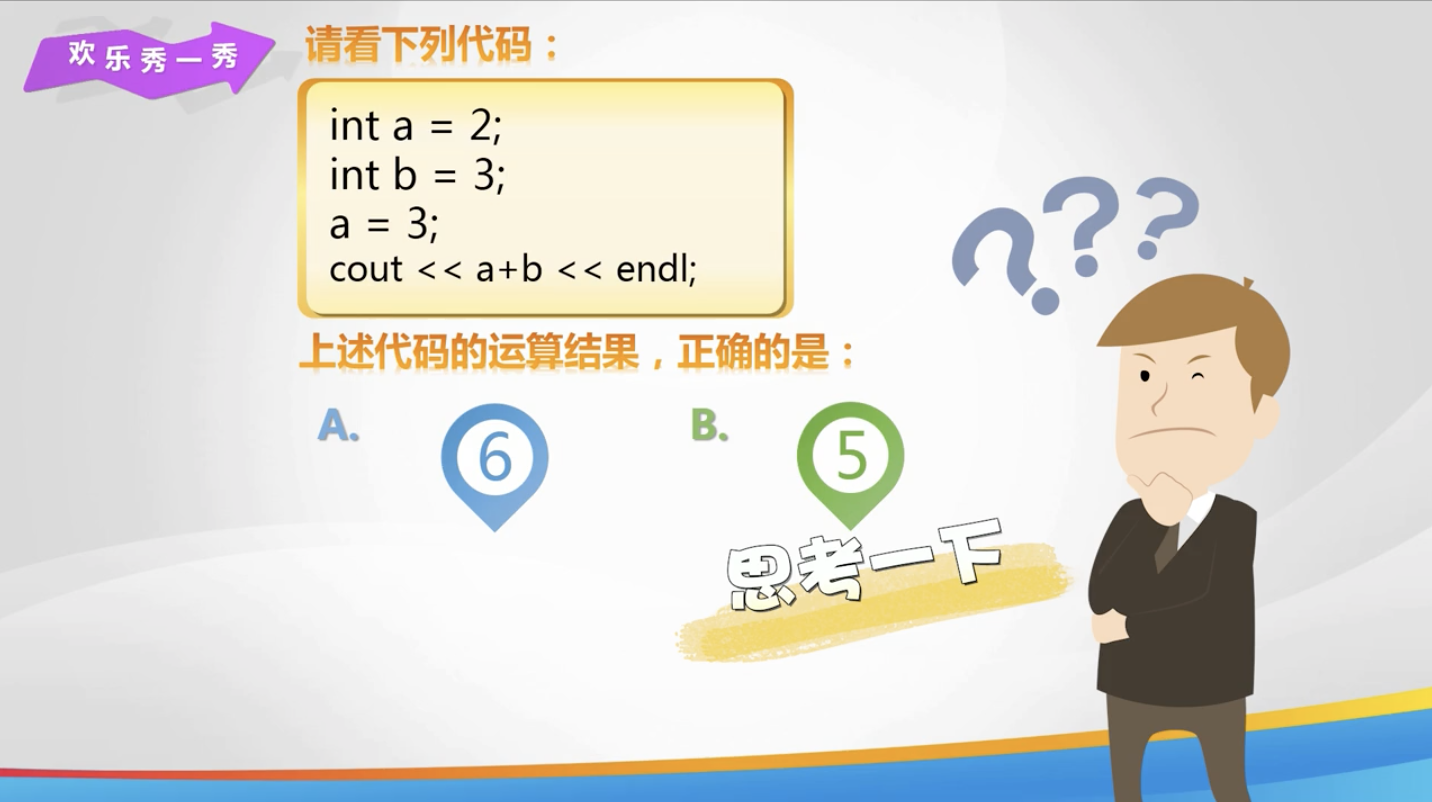 欢乐秀一秀
请看下列代码：
int a = 2;
int b = 3;
a = 3;
cout << a+b << endl;
上述代码的运算结果，正确的是：
A. 6 B. 5
思考一下
???